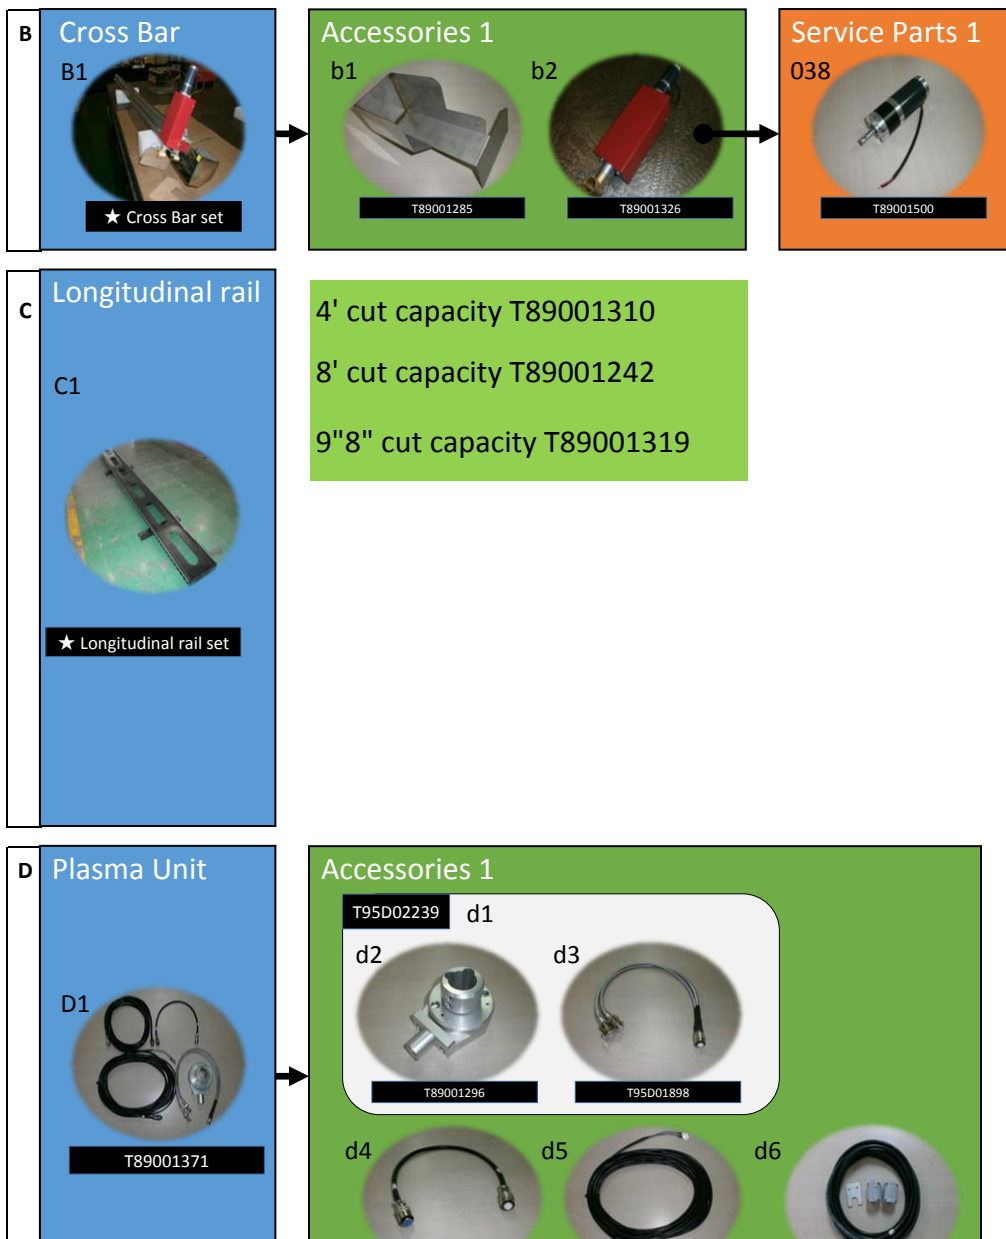 B
Cross Bar
B1
★ Cross Bar set
Accessories 1
b1
b2
T89001285
T89001326
Service Parts 1
038
T89001500
C
Longitudinal rail
C1
★ Longitudinal rail set
4' cut capacity T89001310
8' cut capacity T89001242
9"8" cut capacity T89001319
D
Plasma Unit
D1
T89001371
Accessories 1
T95D02239
d1
d2
d3
T89001296
T95D01898
d4
d5
d6